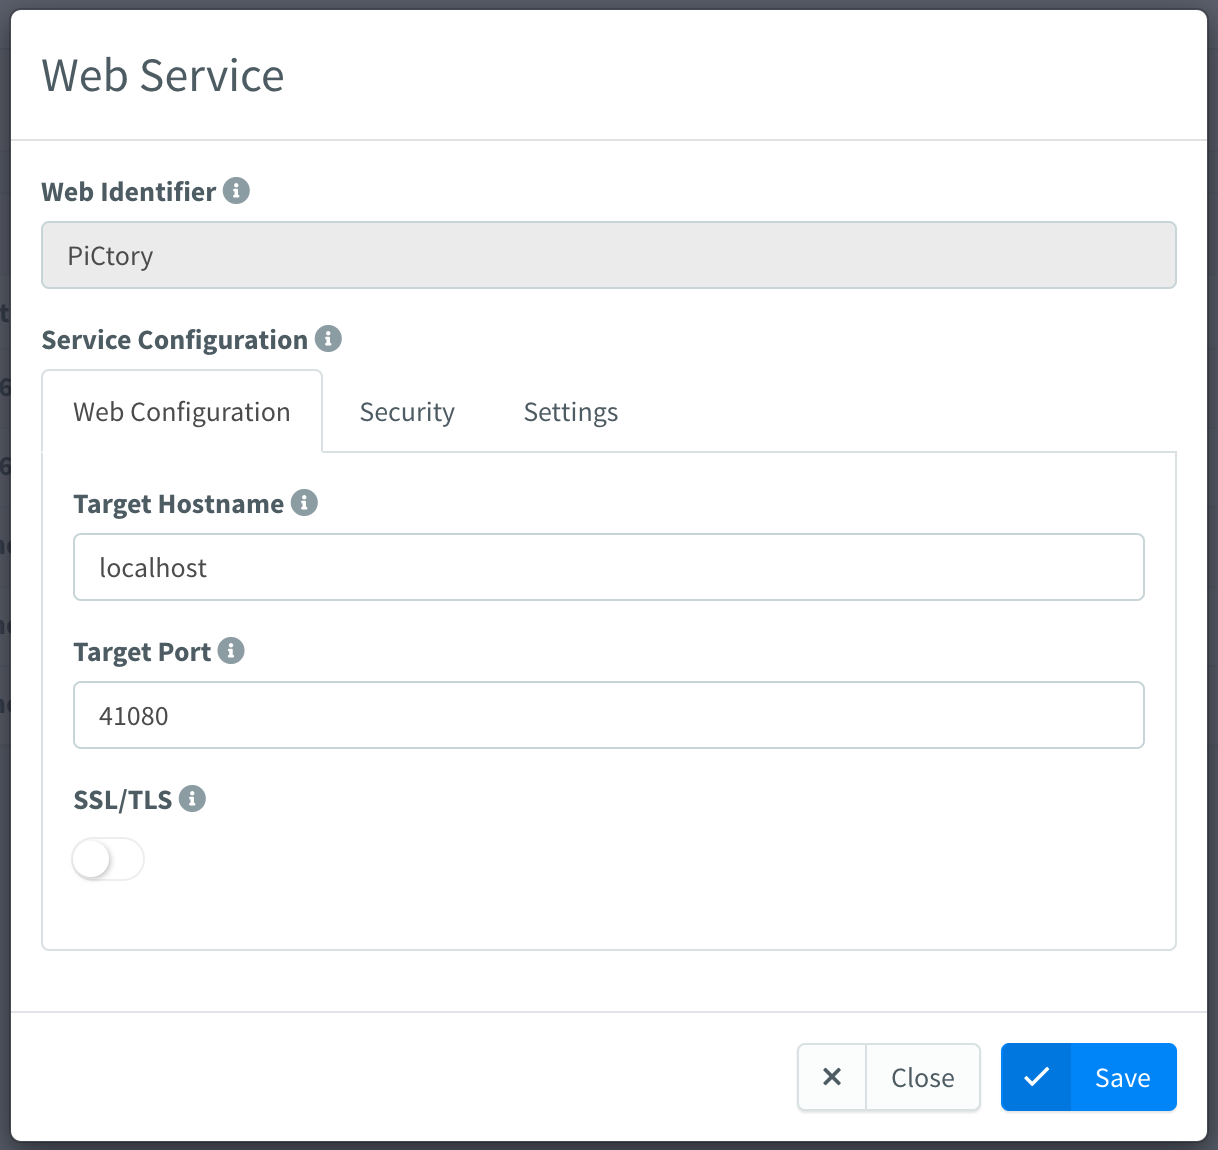 Web Service
Web Identifier
PiCtory
Service Configuration
Web Configuration Security Settings
Target Hostname
localhost
Target Port
41080
SSL/TLS
Close Save